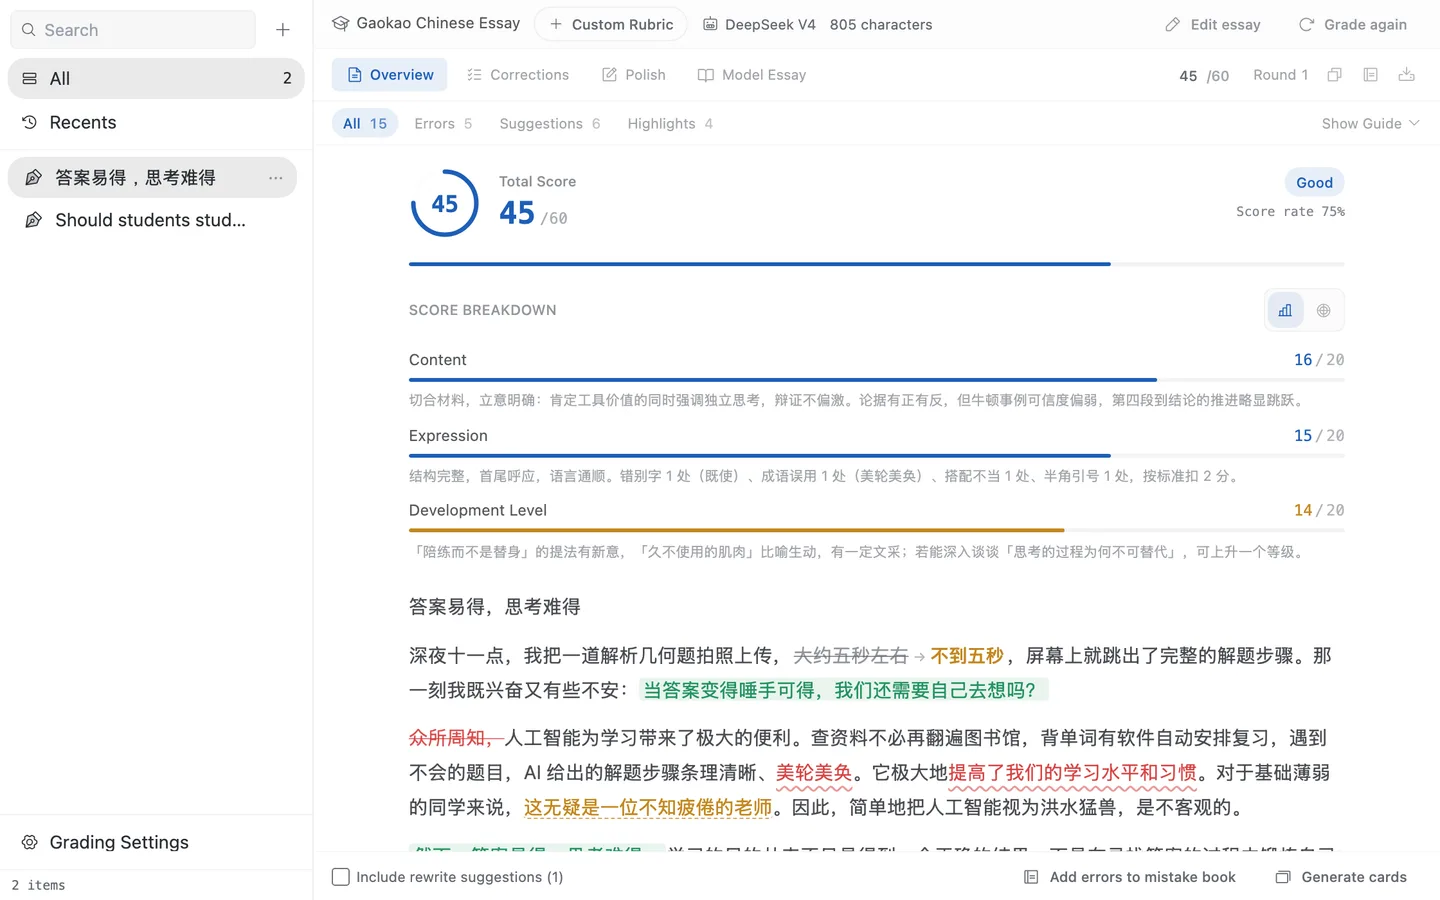 Search
All 2
Recents
答案易得，思考难得 ...
Should students stud...
Grading Settings
2 items
Gaokao Chinese Essay
Custom Rubric
DeepSeek V4
805 characters
Edit essay
Grade again
Overview
Corrections
Polish
Model Essay
45 /60
Round 1
All 15
Errors 5
Suggestions 6
Highlights 4
Show Guide
45
Total Score
45 /60
Good
Score rate 75%
SCORE BREAKDOWN
Content 16 / 20
切合材料，立意明确：肯定工具价值的同时强调独立思考，辩证不偏激。论据有正有反，但牛顿事例可信度偏弱，第四段到结论的推进略显跳跃。
Expression 15 / 20
结构完整，首尾呼应，语言通顺。错别字 1 处（既使）、成语误用 1 处（美轮美奂）、搭配不当 1 处、半角引号 1 处，按标准扣 2 分。
Development Level 14 / 20
「陪练而不是替身」的提法有新意，「久不使用的肌肉」比喻生动，有一定文采；若能深入谈谈「思考的过程为何不可替代」，可上升一个等级。
答案易得，思考难得
深夜十一点，我把一道解析几何题拍照上传，大约五秒左右 → 不到五秒，屏幕上就跳出了完整的解题步骤。那
一刻我既兴奋又有些不安：当答案变得唾手可得，我们还需要自己去想吗？
众所周知，人工智能为学习带来了极大的便利。查资料不必再翻遍图书馆，背单词有软件自动安排复习，遇到
不会的题目，AI 给出的解题步骤条理清晰、美轮美奂。它极大地提高了我们的学习水平和习惯。对于基础薄弱
的同学来说，这无疑是一位不知疲倦的老师。因此，简单地把人工智能视为洪水猛兽，是不客观的。
Include rewrite suggestions (1)
Add errors to mistake book
Generate cards